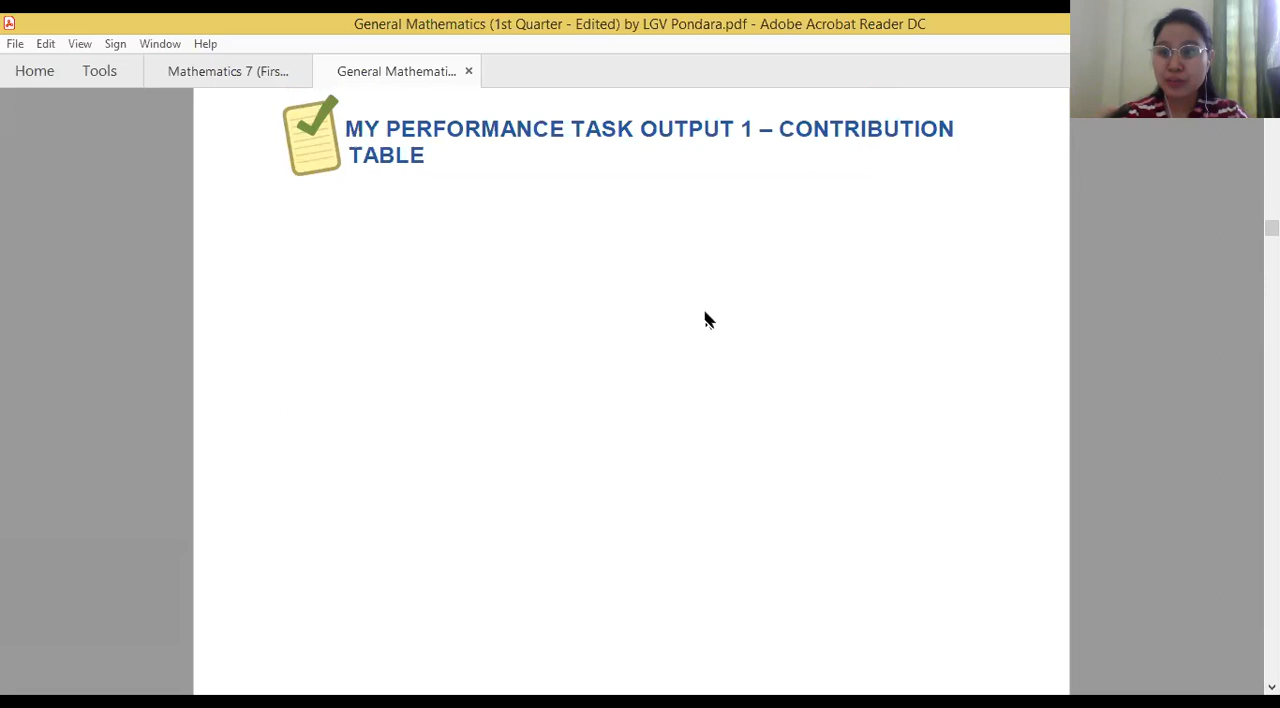 General Mathematics (1st Quarter - Edited) by LGV Pondara.pdf - Adobe Acrobat Reader DC
File Edit View Sign Window Help
Home Tools Mathematics 7 (Firs... General Mathemati... ×
MY PERFORMANCE TASK OUTPUT 1 – CONTRIBUTION
TABLE